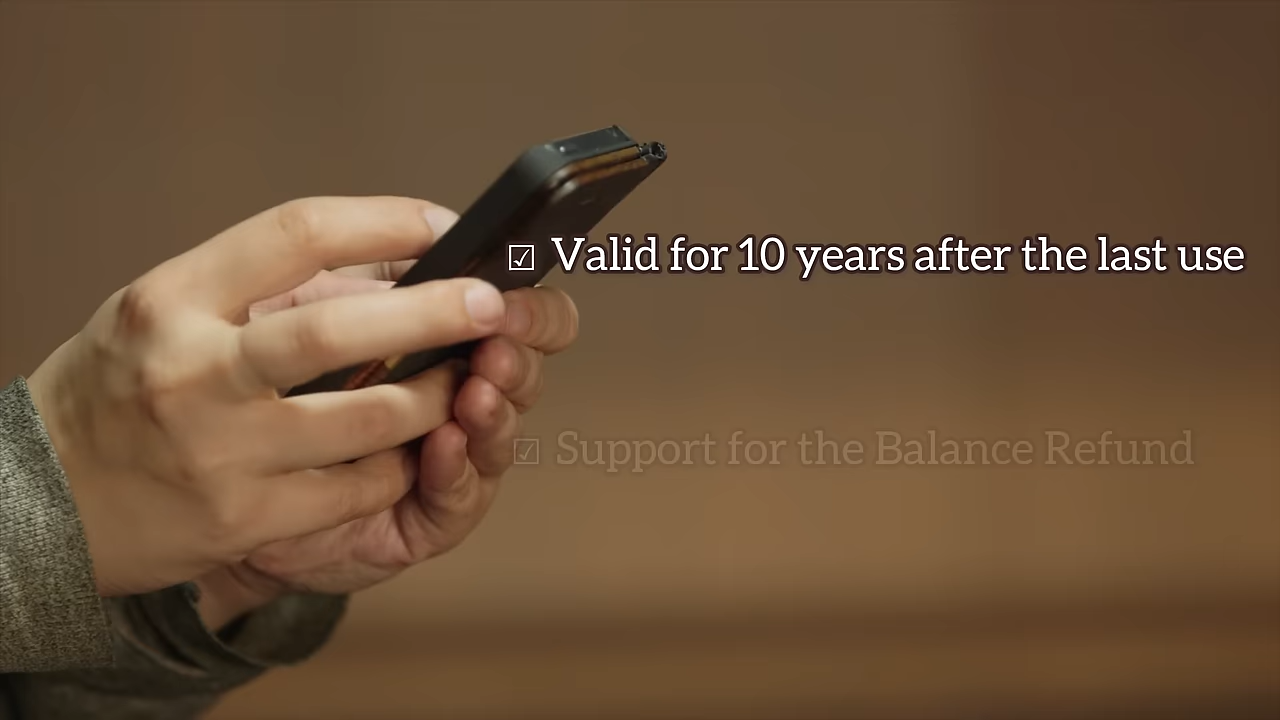 ☑ Valid for 10 years after the last use
☑ Support for the Balance Refund